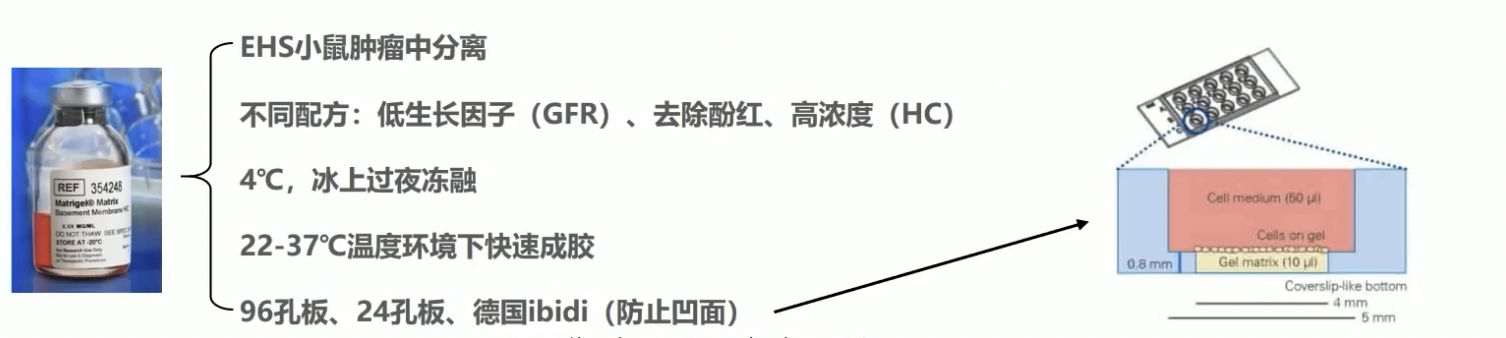 EHS小鼠肿瘤中分离
不同配方：低生长因子（GFR）、去除酚红、高浓度（HC）
4℃，冰上过夜冻融
22-37℃温度环境下快速成胶
96孔板、24孔板、德国ibidi（防止凹面）
REF 354248
Matrigel® Matrix
Basement Membrane HC
X.XX MG/ML
DO NOT THAW. SEE
STORE AT -20°C
For Research Use Only
Cell medium (50 µl)
Cells on gel
0.8 mm
Gel matrix (10 µl)
Coverslip-like bottom
4 mm
5 mm